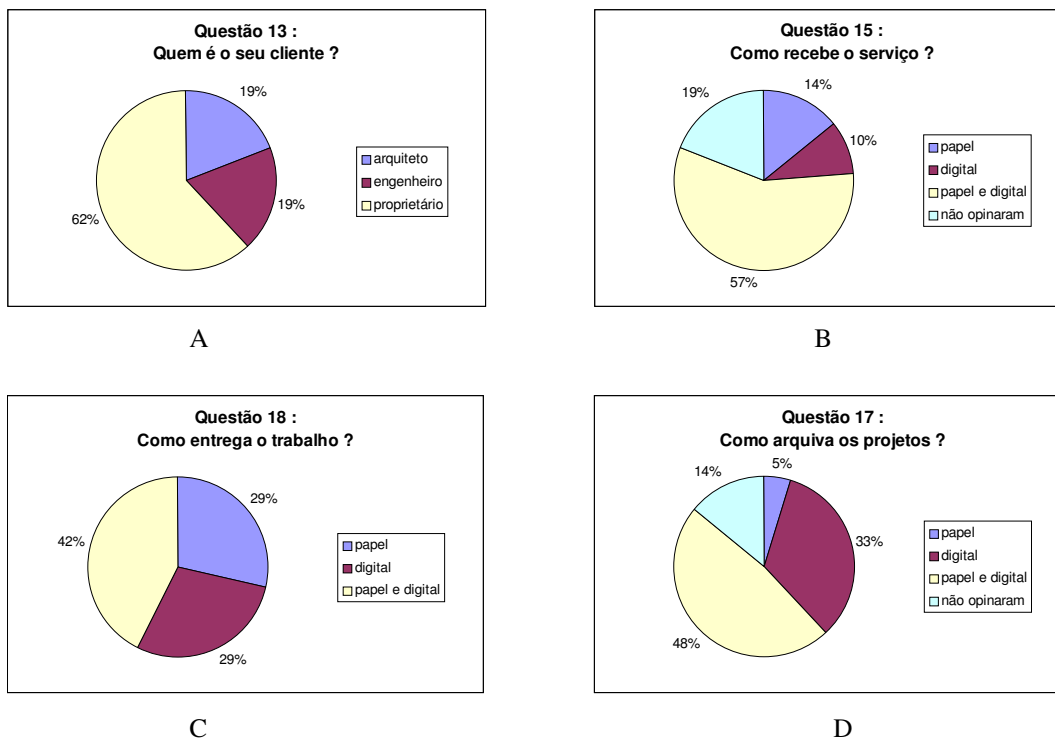 Questão 13 :
Quem é o seu cliente ?
19%
19%
62%
arquiteto
engenheiro
proprietário
A
Questão 15 :
Como recebe o serviço ?
14%
10%
57%
19%
papel
digital
papel e digital
não opinaram
B
Questão 18 :
Como entrega o trabalho ?
29%
29%
42%
papel
digital
papel e digital
C
Questão 17 :
Como arquiva os projetos ?
5%
33%
48%
14%
papel
digital
papel e digital
não opinaram
D